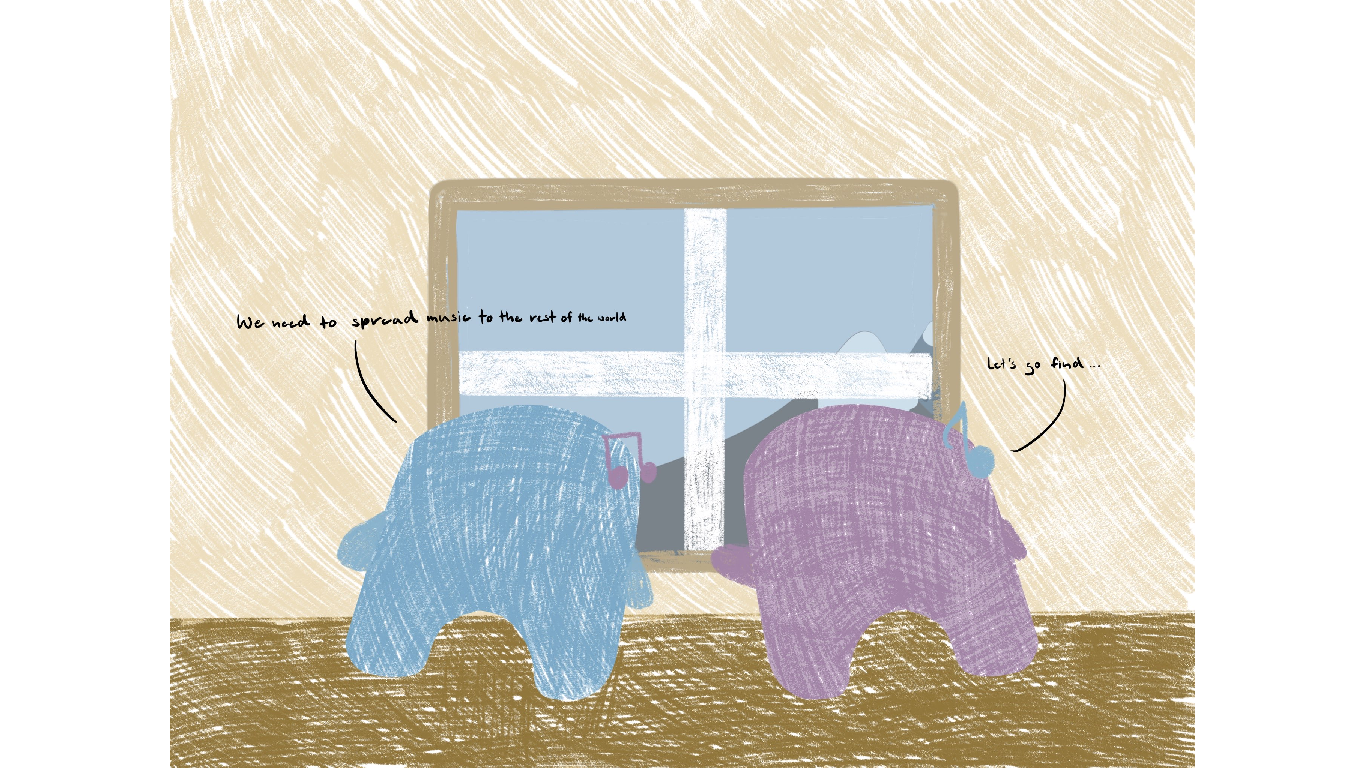 We need to spread music to the rest of the world
Let's go find...